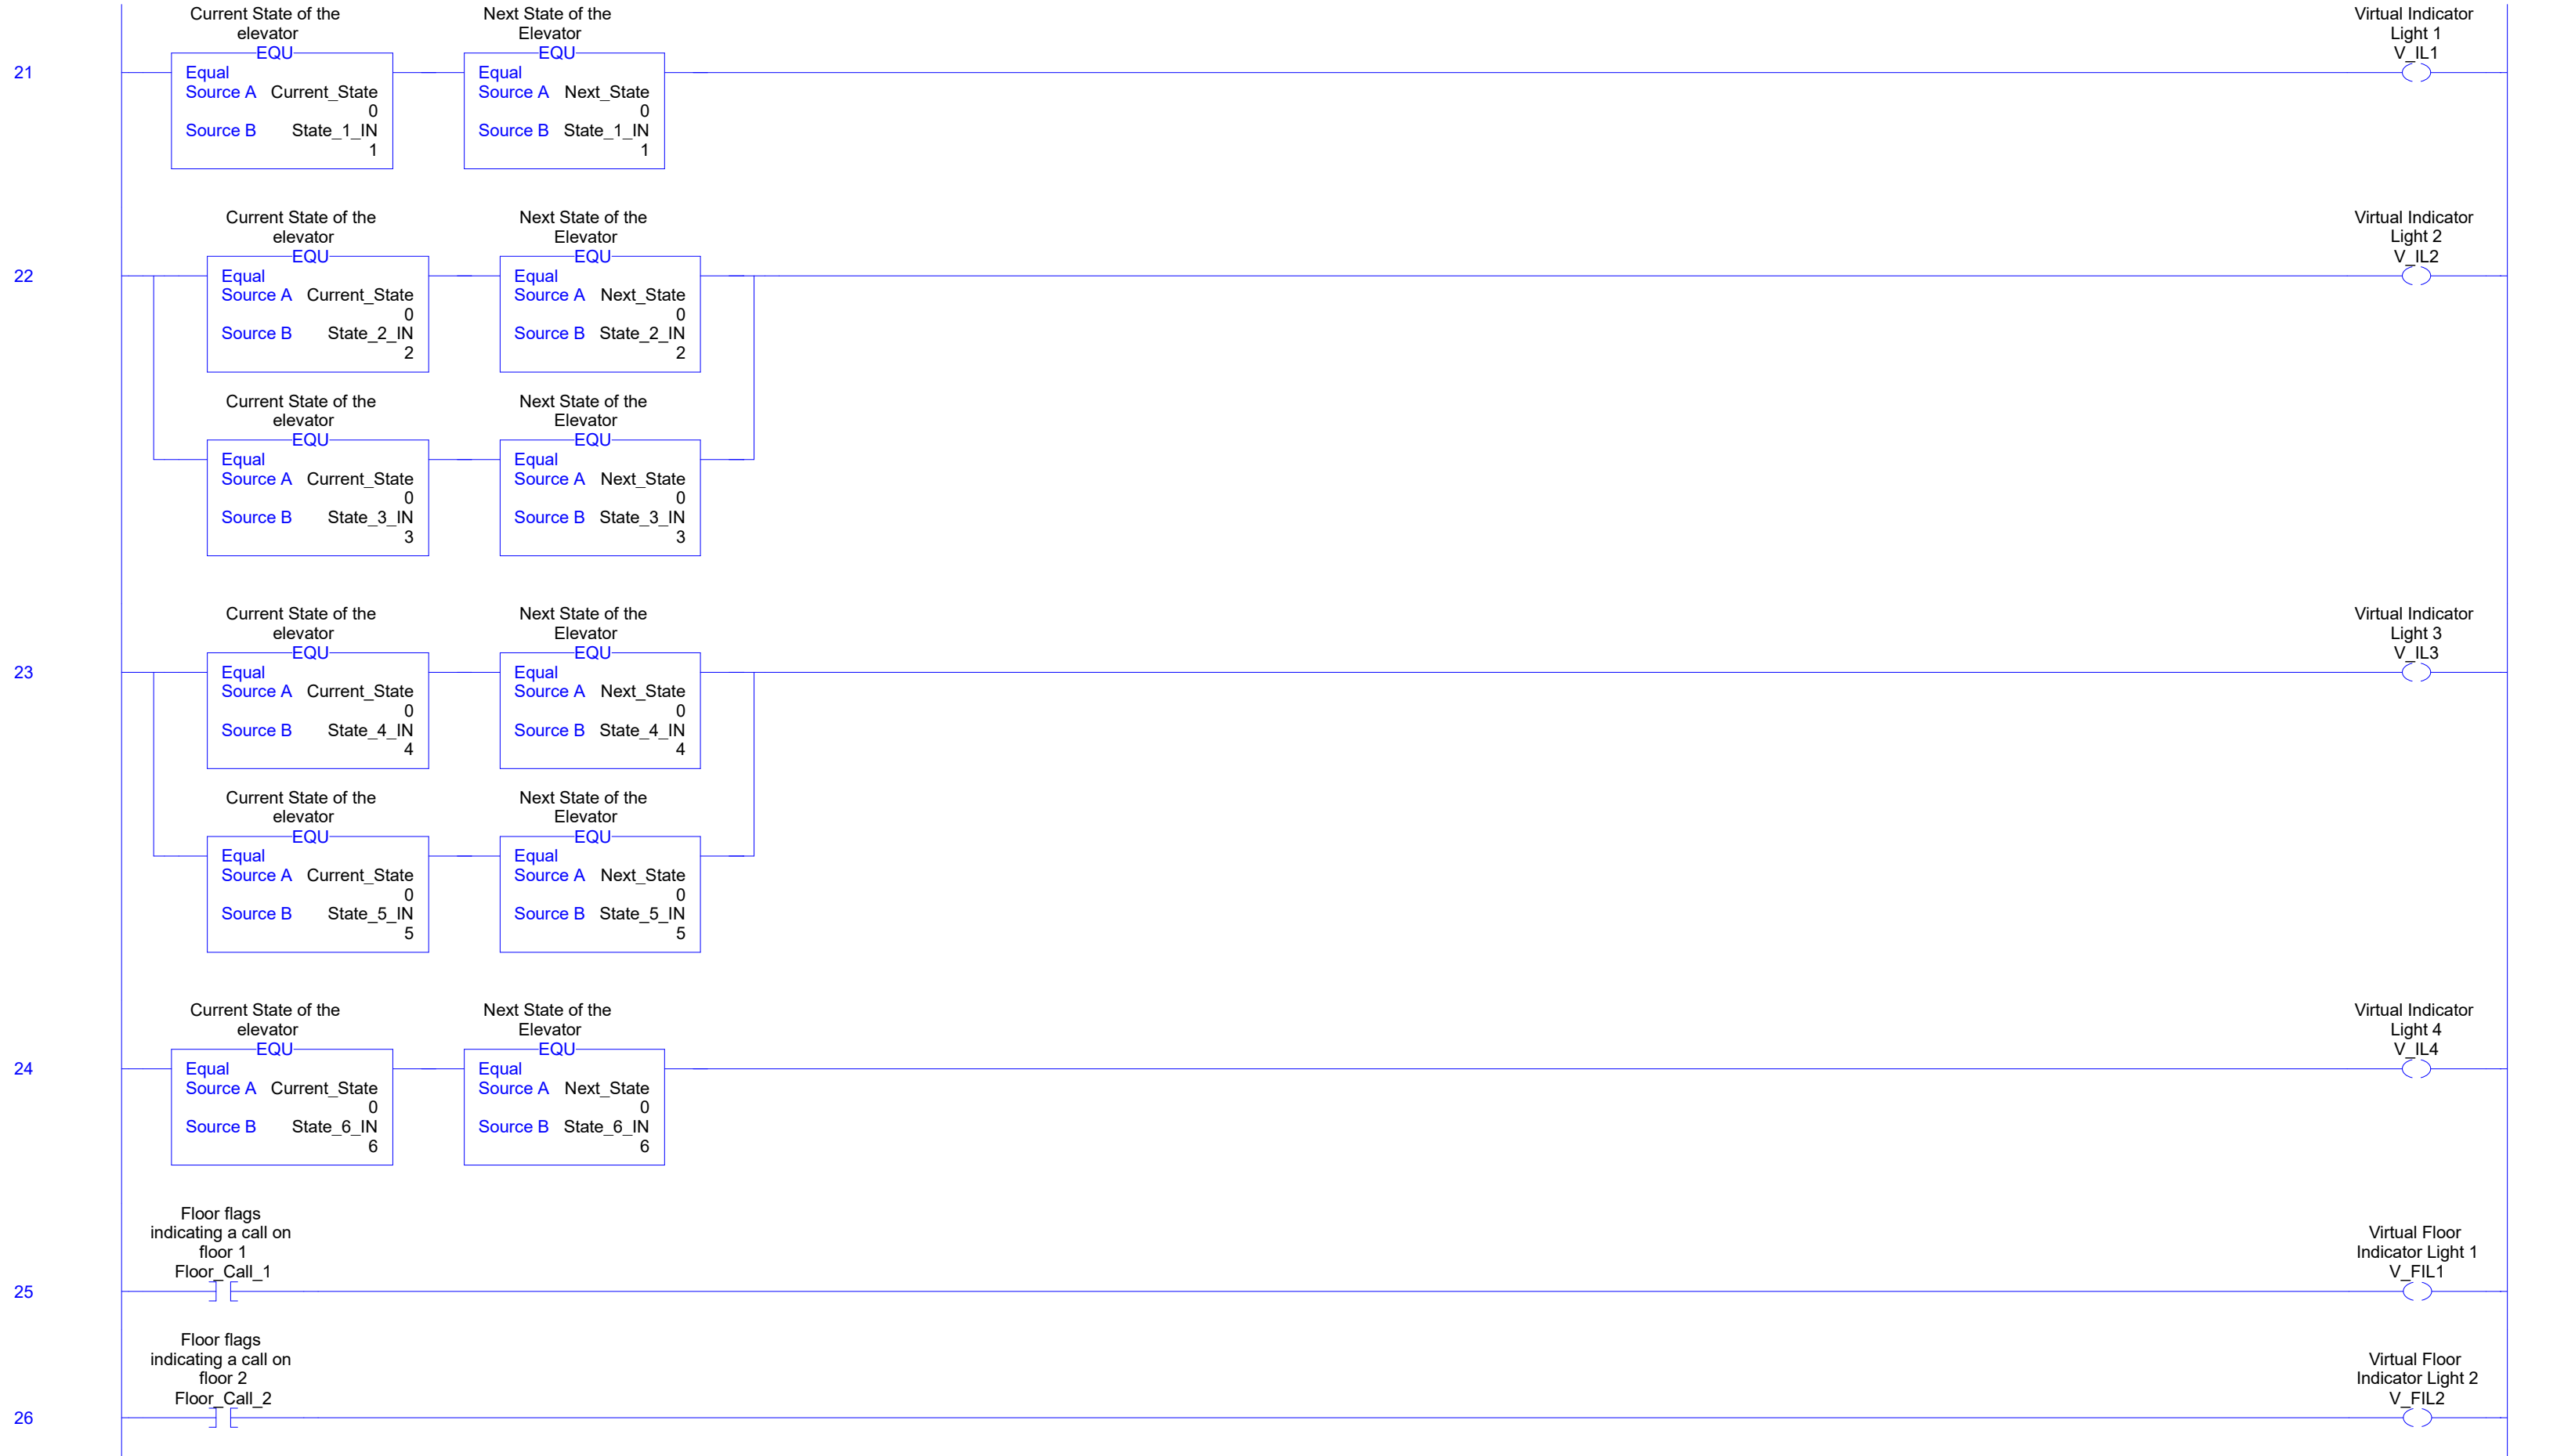 Current State of the
elevator
EQU
Equal
Source A Current_State
0
Source B State_1_IN
1
Next State of the
Elevator
EQU
Equal
Source A Next_State
0
Source B State_1_IN
1
Virtual Indicator
Light 1
V_IL1
21
Current State of the
elevator
EQU
Equal
Source A Current_State
0
Source B State_2_IN
2
Next State of the
Elevator
EQU
Equal
Source A Next_State
0
Source B State_2_IN
2
Virtual Indicator
Light 2
V_IL2
22
Current State of the
elevator
EQU
Equal
Source A Current_State
0
Source B State_3_IN
3
Next State of the
Elevator
EQU
Equal
Source A Next_State
0
Source B State_3_IN
3
Current State of the
elevator
EQU
Equal
Source A Current_State
0
Source B State_4_IN
4
Next State of the
Elevator
EQU
Equal
Source A Next_State
0
Source B State_4_IN
4
Virtual Indicator
Light 3
V_IL3
23
Current State of the
elevator
EQU
Equal
Source A Current_State
0
Source B State_5_IN
5
Next State of the
Elevator
EQU
Equal
Source A Next_State
0
Source B State_5_IN
5
Current State of the
elevator
EQU
Equal
Source A Current_State
0
Source B State_6_IN
6
Next State of the
Elevator
EQU
Equal
Source A Next_State
0
Source B State_6_IN
6
Virtual Indicator
Light 4
V_IL4
24
Floor flags
indicating a call on
floor 1
Floor_Call_1
Virtual Floor
Indicator Light 1
V_FIL1
25
Floor flags
indicating a call on
floor 2
Floor_Call_2
Virtual Floor
Indicator Light 2
V_FIL2
26